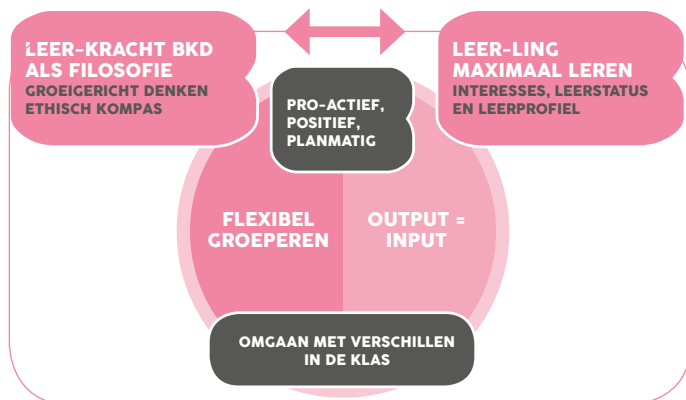 LEER-KRACHT BKD
ALS FILOSOFIE
GROEIGERICHT DENKEN
ETHISCH KOMPAS
LEER-LING
MAXIMAAL LEREN
INTERESSES, LEERSTATUS
EN LEERPROFIEL
PRO-ACTIEF,
POSITIEF,
PLANMATIG
FLEXIBEL
GROEPEREN
OUTPUT =
INPUT
OMGAAN MET VERSCHILLEN
IN DE KLAS